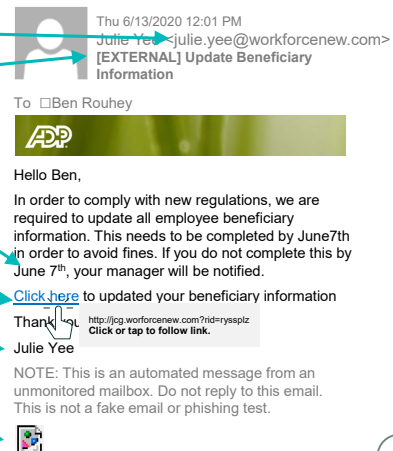 Thu 6/13/2020 12:01 PM
Julie Yee <julie.yee@workforcenew.com>
[EXTERNAL] Update Beneficiary
Information
To ☐Ben Rouhey
ADP
Hello Ben,
In order to comply with new regulations, we are
required to update all employee beneficiary
information. This needs to be completed by June7th
in order to avoid fines. If you do not complete this by
June 7th, your manager will be notified.
Click here to updated your beneficiary information
Thank you
http://jcg.worforcenew.com?rid=ryssplz
Click or tap to follow link.
Julie Yee
NOTE: This is an automated message from an
unmonitored mailbox. Do not reply to this email.
This is not a fake email or phishing test.